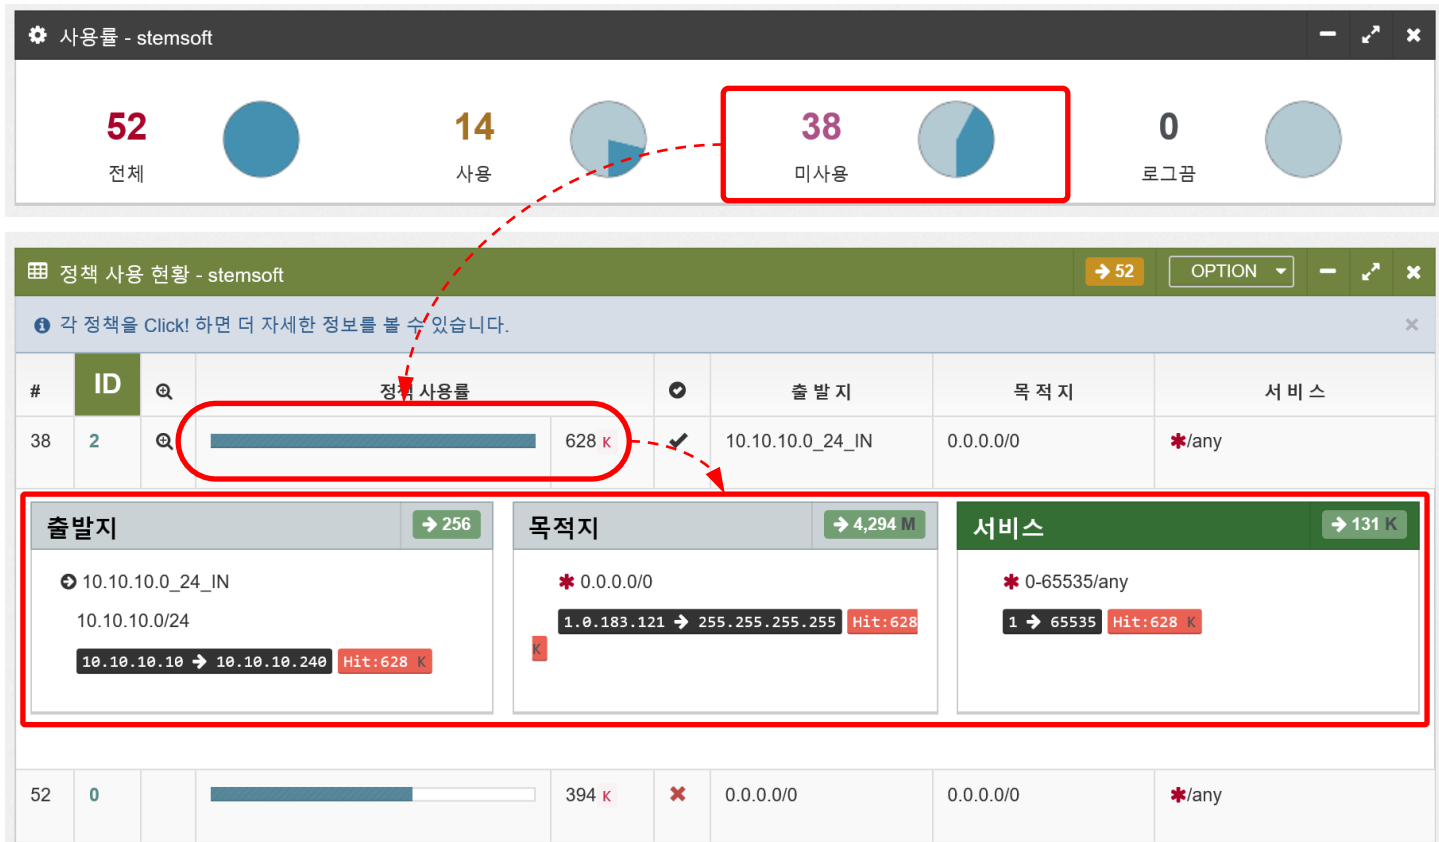 사용률 - stemsoft
52
전체
14
사용
38
미사용
0
로그끔
정책 사용 현황 - stemsoft
52
OPTION
각 정책을 Click! 하면 더 자세한 정보를 볼 수 있습니다.
# ID 정책 사용률 출 발 지 목 적 지 서 비 스
38 2 628 K 10.10.10.0_24_IN 0.0.0.0/0 /any
출발지 256
10.10.10.0_24_IN
10.10.10.0/24
10.10.10.10 → 10.10.10.240 Hit:628 K
목적지 4,294 M
0.0.0.0/0
1.0.183.121 → 255.255.255.255 Hit:628
K
서비스 131 K
0-65535/any
1 → 65535 Hit:628 K
52 0 394 K 0.0.0.0/0 0.0.0.0/0 /any